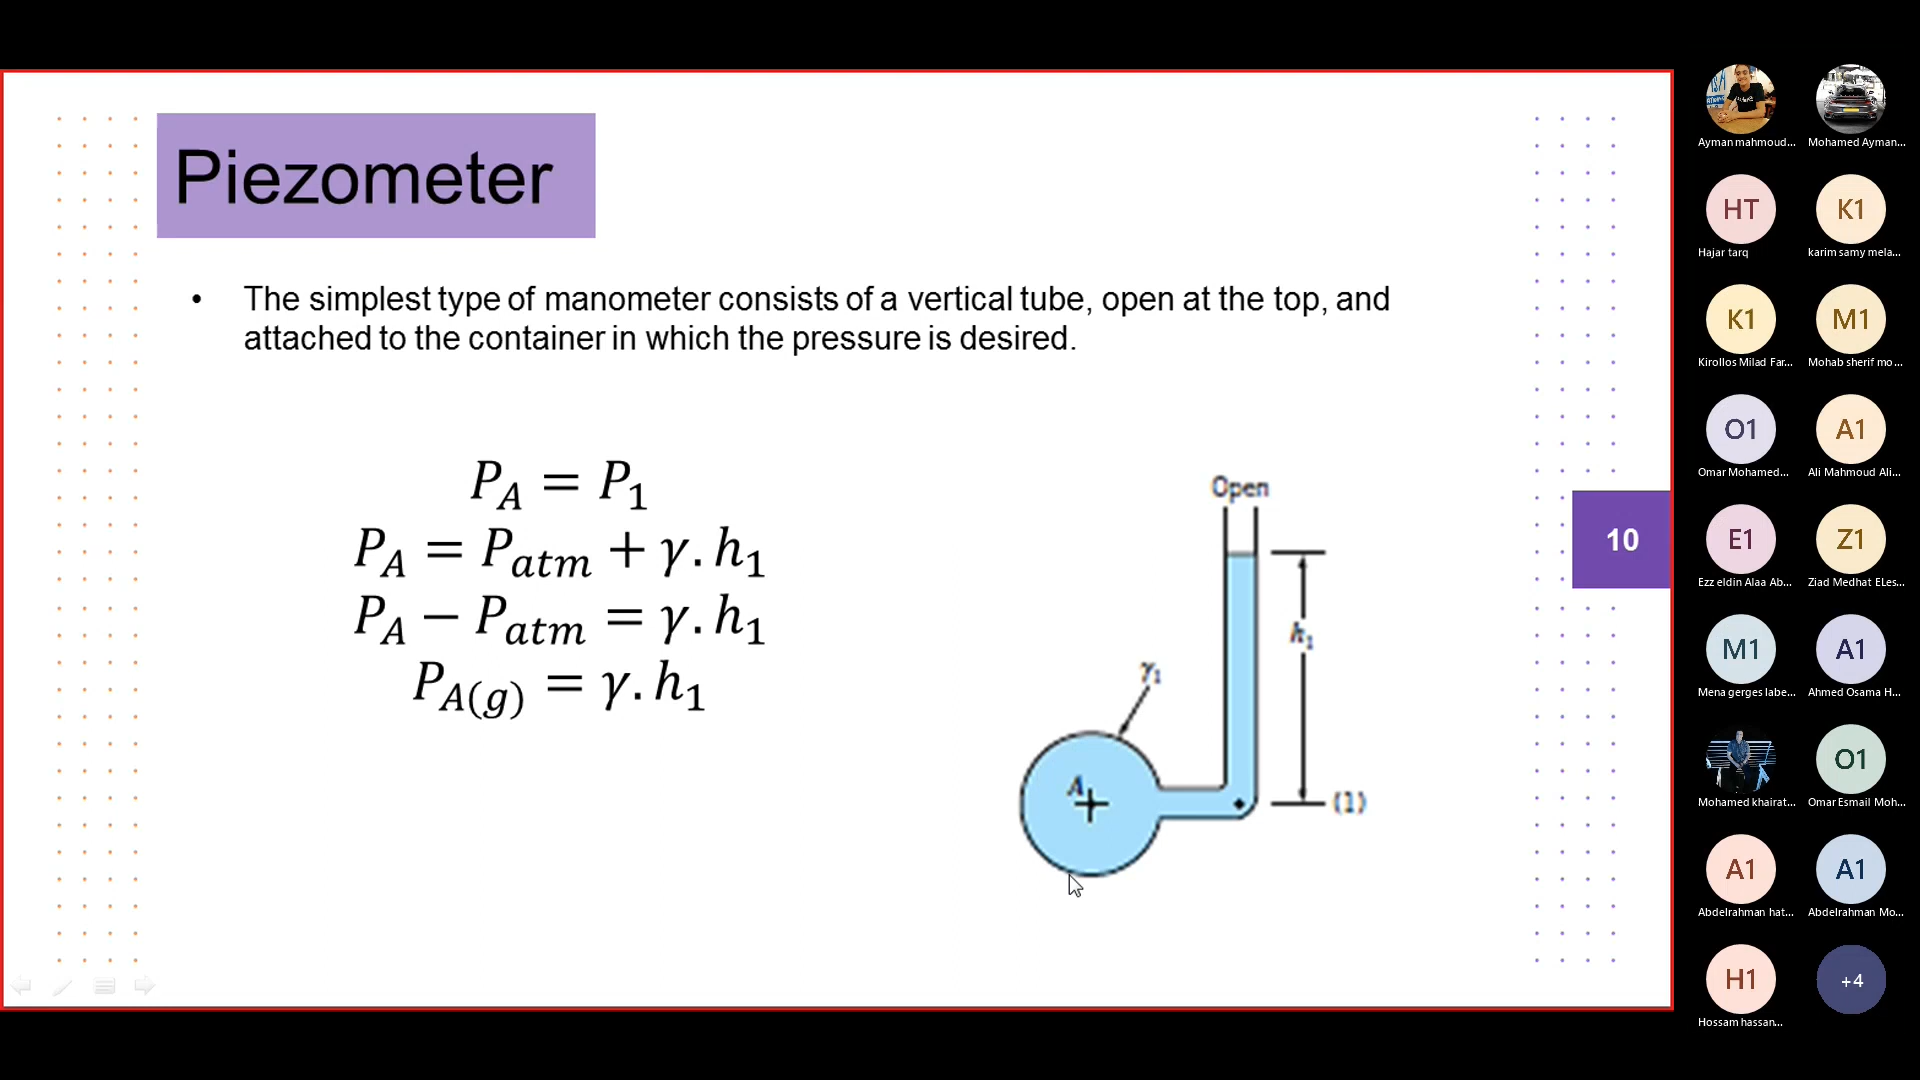 Piezometer
• The simplest type of manometer consists of a vertical tube, open at the top, and
attached to the container in which the pressure is desired.
P_A = P_1
P_A = P_atm + γ. h_1
P_A − P_atm = γ. h_1
P_A(g) = γ. h_1
Open
h_1
γ_1
A
(1)
10
Ayman mahmoud...
Mohamed Ayman...
HT
Hajar tarq
K1
karim samy mela...
K1
Kirollos Milad Far...
M1
Mohab sherif mo...
O1
Omar Mohamed...
A1
Ali Mahmoud Ali...
E1
Ezz eldin Alaa Ab...
Z1
Ziad Medhat ELes...
M1
Mena gerges labe...
A1
Ahmed Osama H...
Mohamed khairat...
O1
Omar Esmail Moh...
A1
Abdelrahman hat...
A1
Abdelrahman Mo...
H1
Hossam hassan...
+4